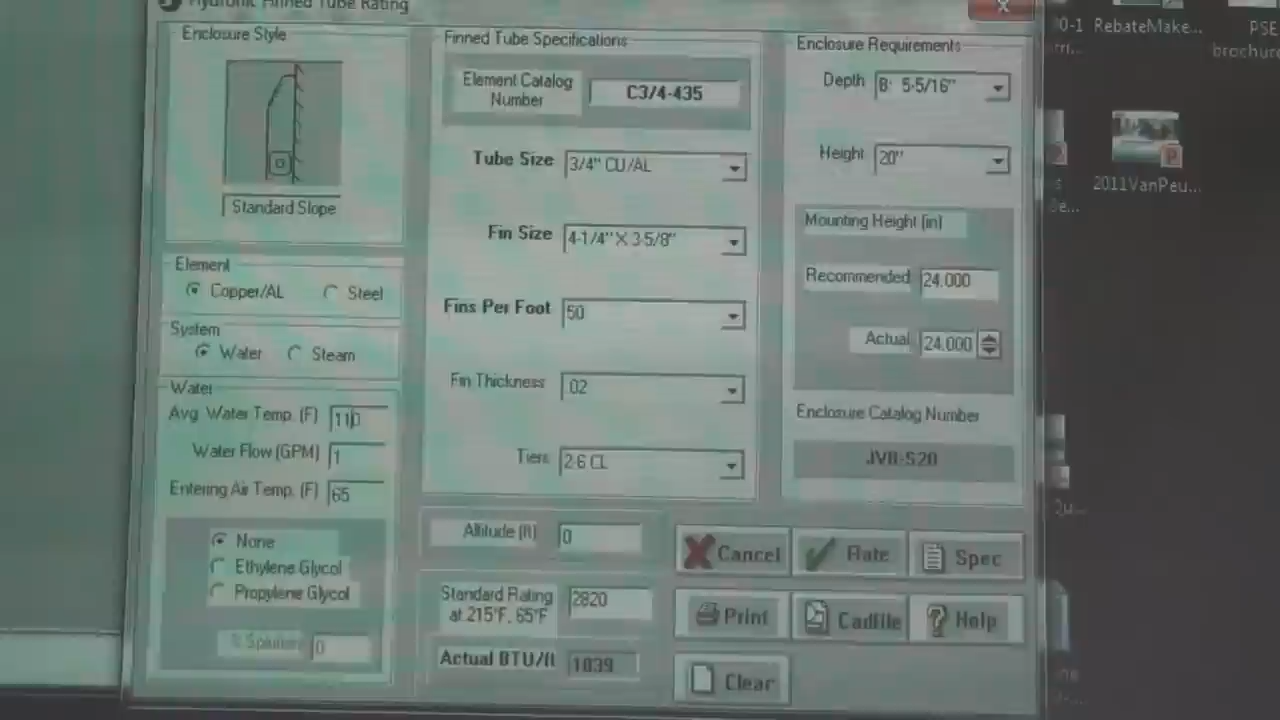 Hydronic Finned Tube Rating
Enclosure Style
Standard Slope
Element
Copper/AL Steel
System
Water Steam
Water
Avg. Water Temp. (F) 110
Water Flow (GPM) 1
Entering Air Temp. (F) 65
None
Ethylene Glycol
Propylene Glycol
0
Finned Tube Specifications
Element Catalog
Number
C3/4-435
Tube Size 3/4" CU/AL
Fin Size 4-1/4" X 3-5/8"
Fins Per Foot 50
Fin Thickness .02
Tiers 2-6 CL
Altitude (ft) 0
Standard Rating
at 215°F, 65°F
2820
Actual BTU/ft 1039
Enclosure Requirements
Depth B: 5-5/16"
Height 20"
Mounting Height (in)
Recommended 24.000
Actual 24.000
Enclosure Catalog Number
JVB-S20
Cancel Rate Spec
Print Cadfile Help
Clear
RebateMake...
PSE
brochure
2011VanPeu...